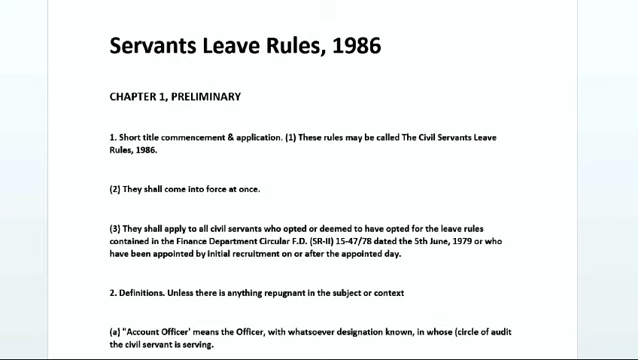 Servants Leave Rules, 1986
CHAPTER 1, PRELIMINARY
1. Short title commencement & application. (1) These rules may be called The Civil Servants Leave
Rules, 1986.
(2) They shall come into force at once.
(3) They shall apply to all civil servants who opted or deemed to have opted for the leave rules
contained in the Finance Department Circular F.D. (SR-II) 15-47/78 dated the 5th June, 1979 or who
have been appointed by initial recruitment on or after the appointed day.
2. Definitions. Unless there is anything repugnant in the subject or context
(a) "Account Officer' means the Officer, with whatsoever designation known, in whose (circle of audit
the civil servant is serving.